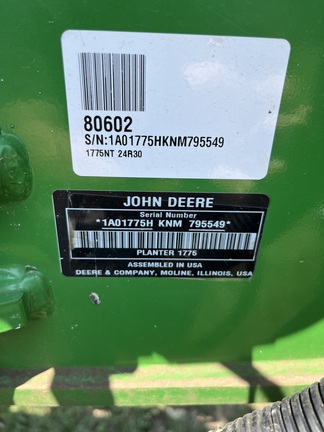 80602
S/N:1A01775HKNM795549
1775NT 24R30
JOHN DEERE
Serial Number
*1A01775H KNM 795549*
PLANTER 1775
ASSEMBLED IN USA
DEERE & COMPANY, MOLINE, ILLINOIS, USA